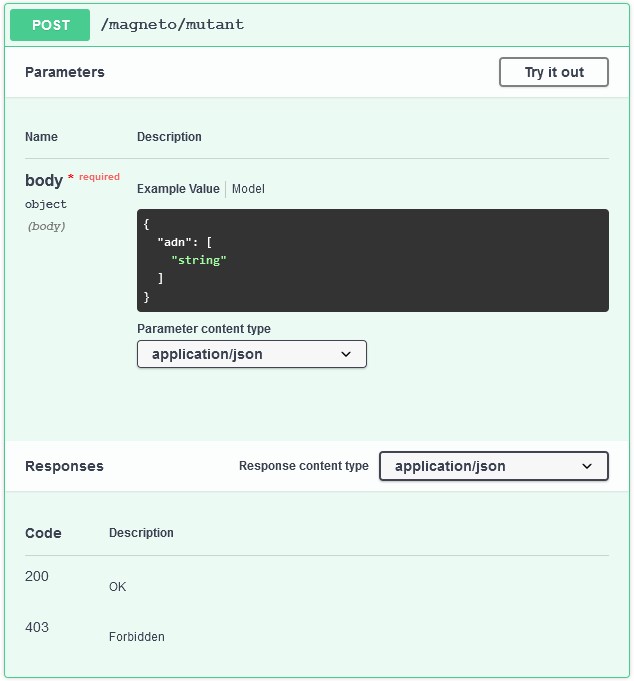 POST /magneto/mutant
Parameters Try it out
Name Description
body * required
object
(body)
Example Value Model
{
  "adn": [
    "string"
  ]
}
Parameter content type
application/json
Responses Response content type application/json
Code Description
200 OK
403 Forbidden